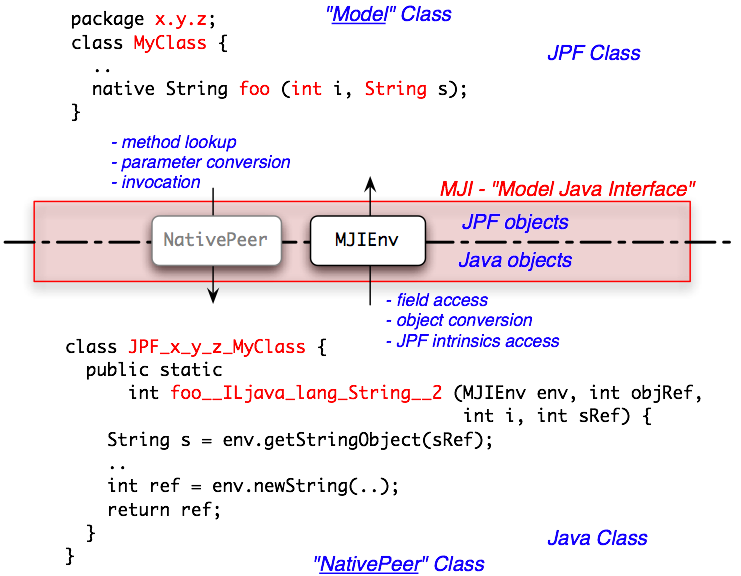 package x.y.z;
"Model" Class
class MyClass {
JPF Class
..
native String foo (int i, String s);
}
- method lookup
- parameter conversion
- invocation
MJI - "Model Java Interface"
JPF objects
NativePeer
MJIEnv
Java objects
- field access
- object conversion
- JPF intrinsics access
class JPF_x_y_z_MyClass {
public static
int foo__ILjava_lang_String__2 (MJIEnv env, int objRef,
int i, int sRef) {
String s = env.getStringObject(sRef);
..
int ref = env.newString(..);
return ref;
}
Java Class
}
"NativePeer" Class